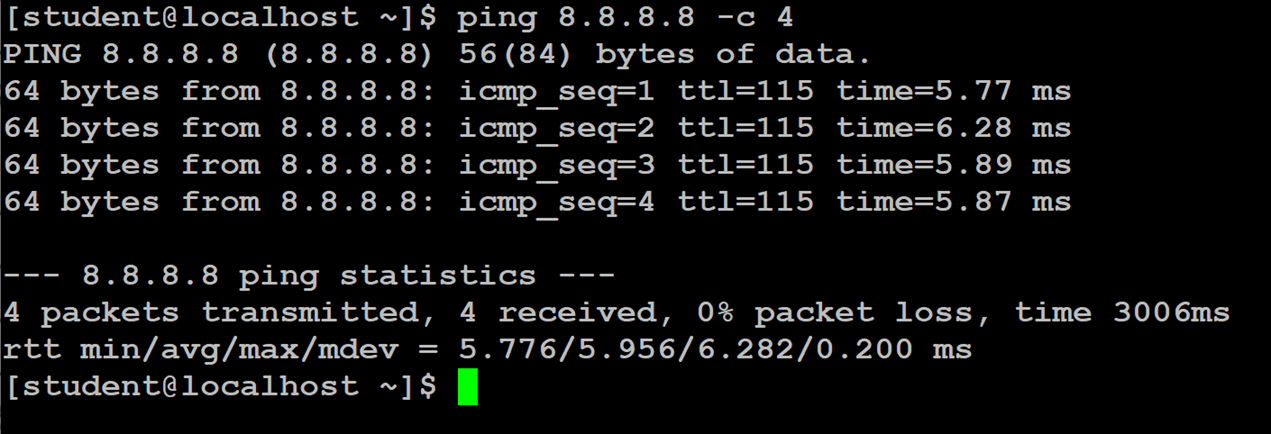 [student@localhost ~]$ ping 8.8.8.8 -c 4
PING 8.8.8.8 (8.8.8.8) 56(84) bytes of data.
64 bytes from 8.8.8.8: icmp_seq=1 ttl=115 time=5.77 ms
64 bytes from 8.8.8.8: icmp_seq=2 ttl=115 time=6.28 ms
64 bytes from 8.8.8.8: icmp_seq=3 ttl=115 time=5.89 ms
64 bytes from 8.8.8.8: icmp_seq=4 ttl=115 time=5.87 ms

--- 8.8.8.8 ping statistics ---
4 packets transmitted, 4 received, 0% packet loss, time 3006ms
rtt min/avg/max/mdev = 5.776/5.956/6.282/0.200 ms
[student@localhost ~]$